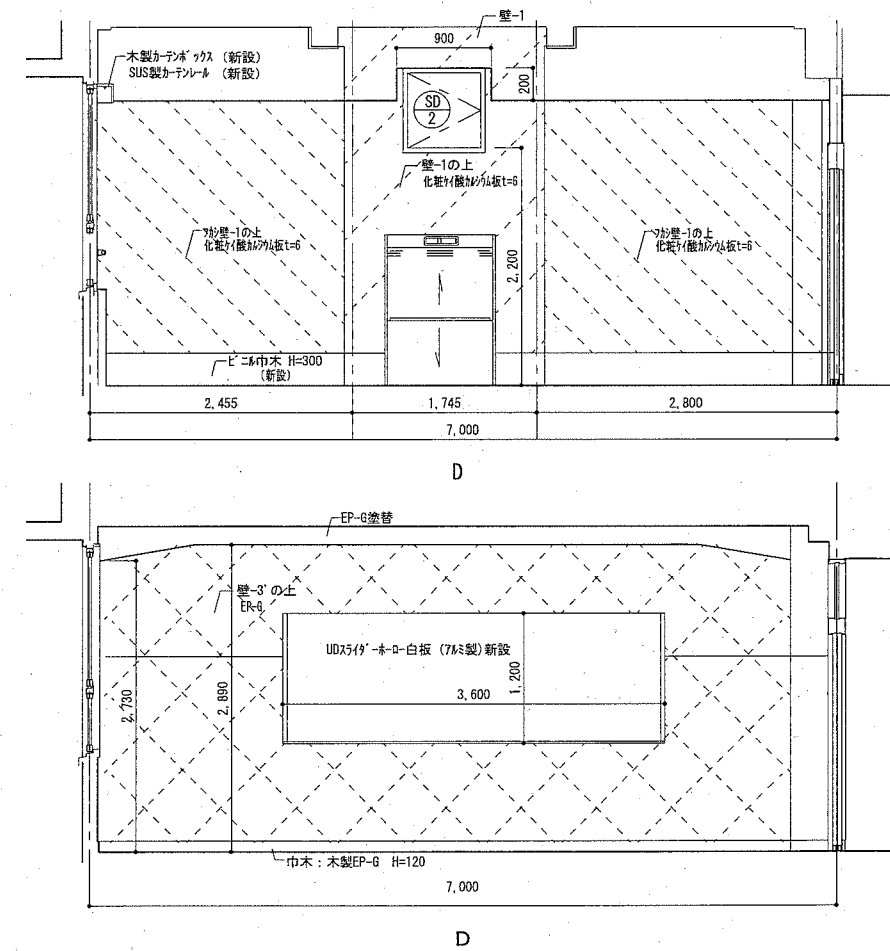 壁-1
900
木製カーテンボックス (新設)
SUS製カーテンレール (新設)
200
SD
2
壁-1の上
化粧ケイ酸カルシウム板t=6
フカシ壁-1の上
化粧ケイ酸カルシウム板t=6
フカシ壁-1の上
化粧ケイ酸カルシウム板t=6
2,200
ビニル巾木 H=300
(新設)
2,455
1,745
2,800
7,000
D
EP-G塗替
壁-3'の上
EP-G
UDスライダーホーロー白板 (アルミ製)新設
1,200
3,600
2,730
2,890
巾木:木製EP-G H=120
7,000
D